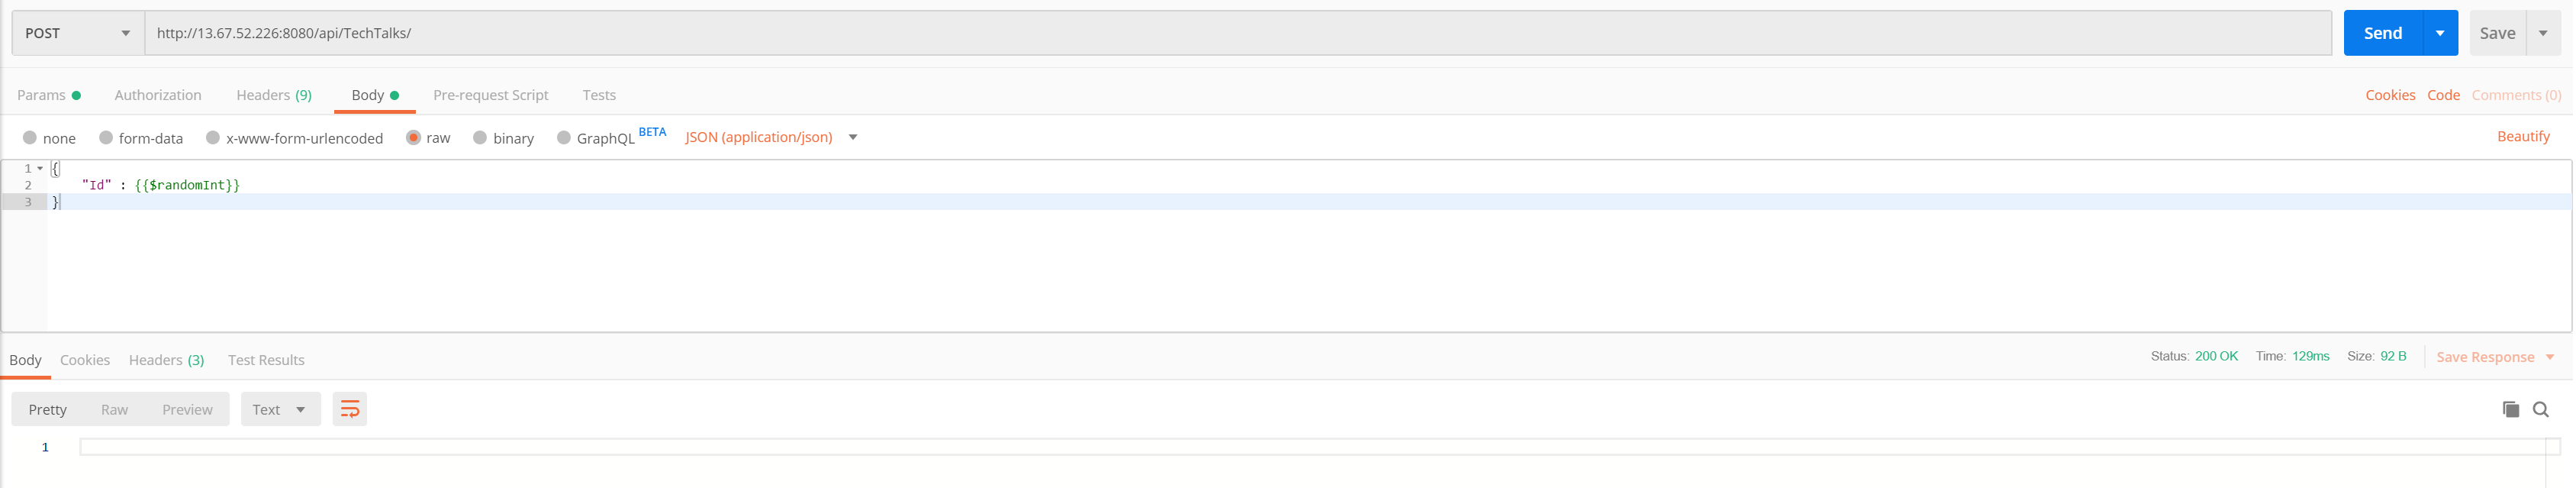 POST http://13.67.52.226:8080/api/TechTalks/ Send Save
Params Authorization Headers (9) Body Pre-request Script Tests Cookies Code Comments (0)
none form-data x-www-form-urlencoded raw binary GraphQL BETA JSON (application/json) Beautify
1 {
2 "Id" : {{$randomInt}}
3 }
Body Cookies Headers (3) Test Results Status: 200 OK Time: 129ms Size: 92 B Save Response
Pretty Raw Preview Text
1